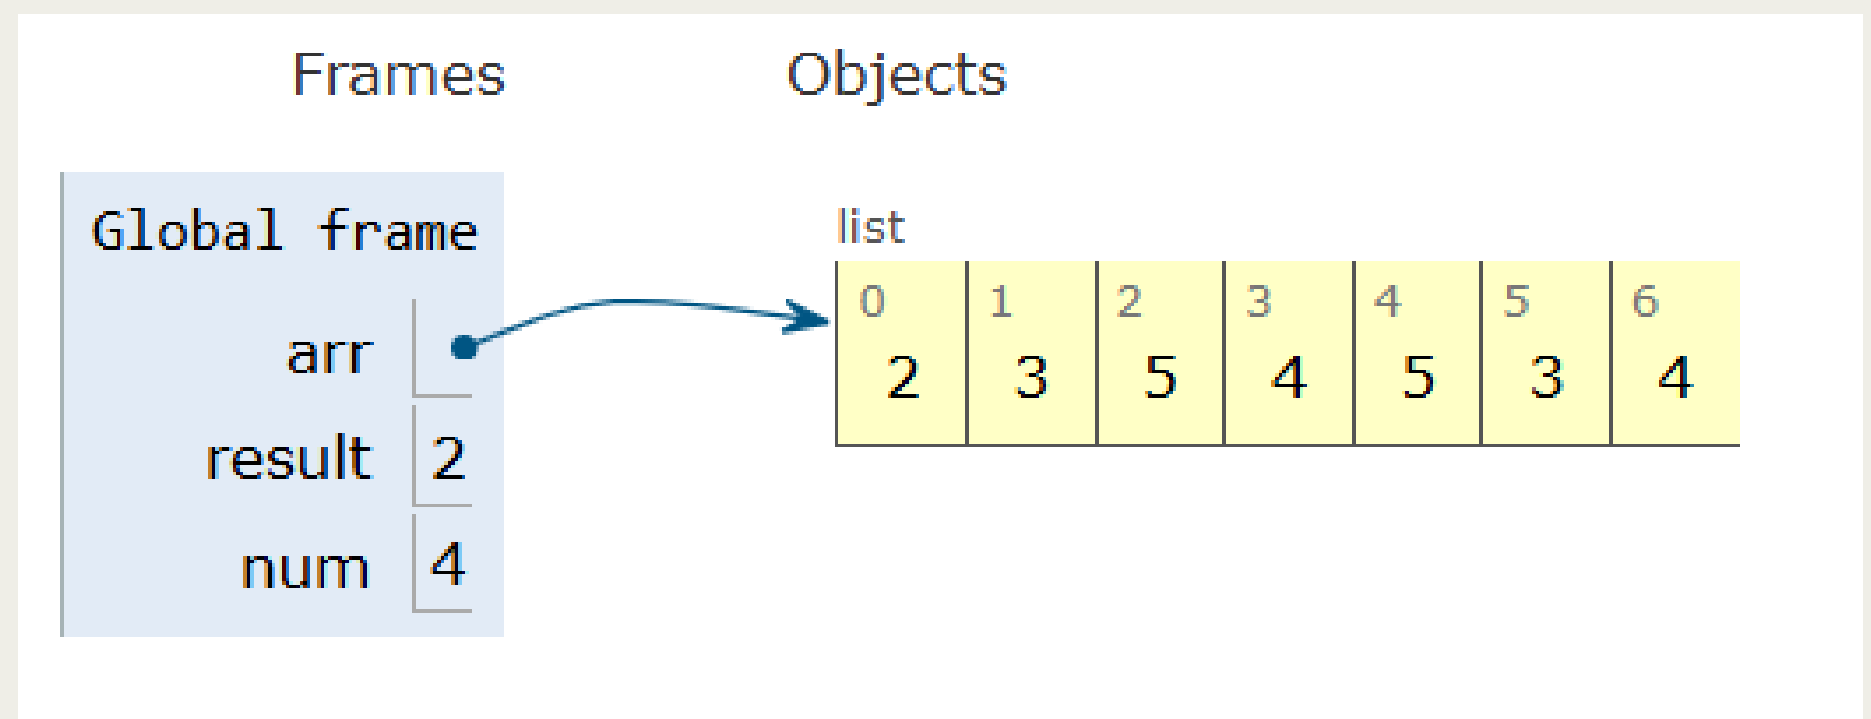 Frames Objects
Global frame
list
arr
0 1 2 3 4 5 6
2 3 5 4 5 3 4
result 2
num 4